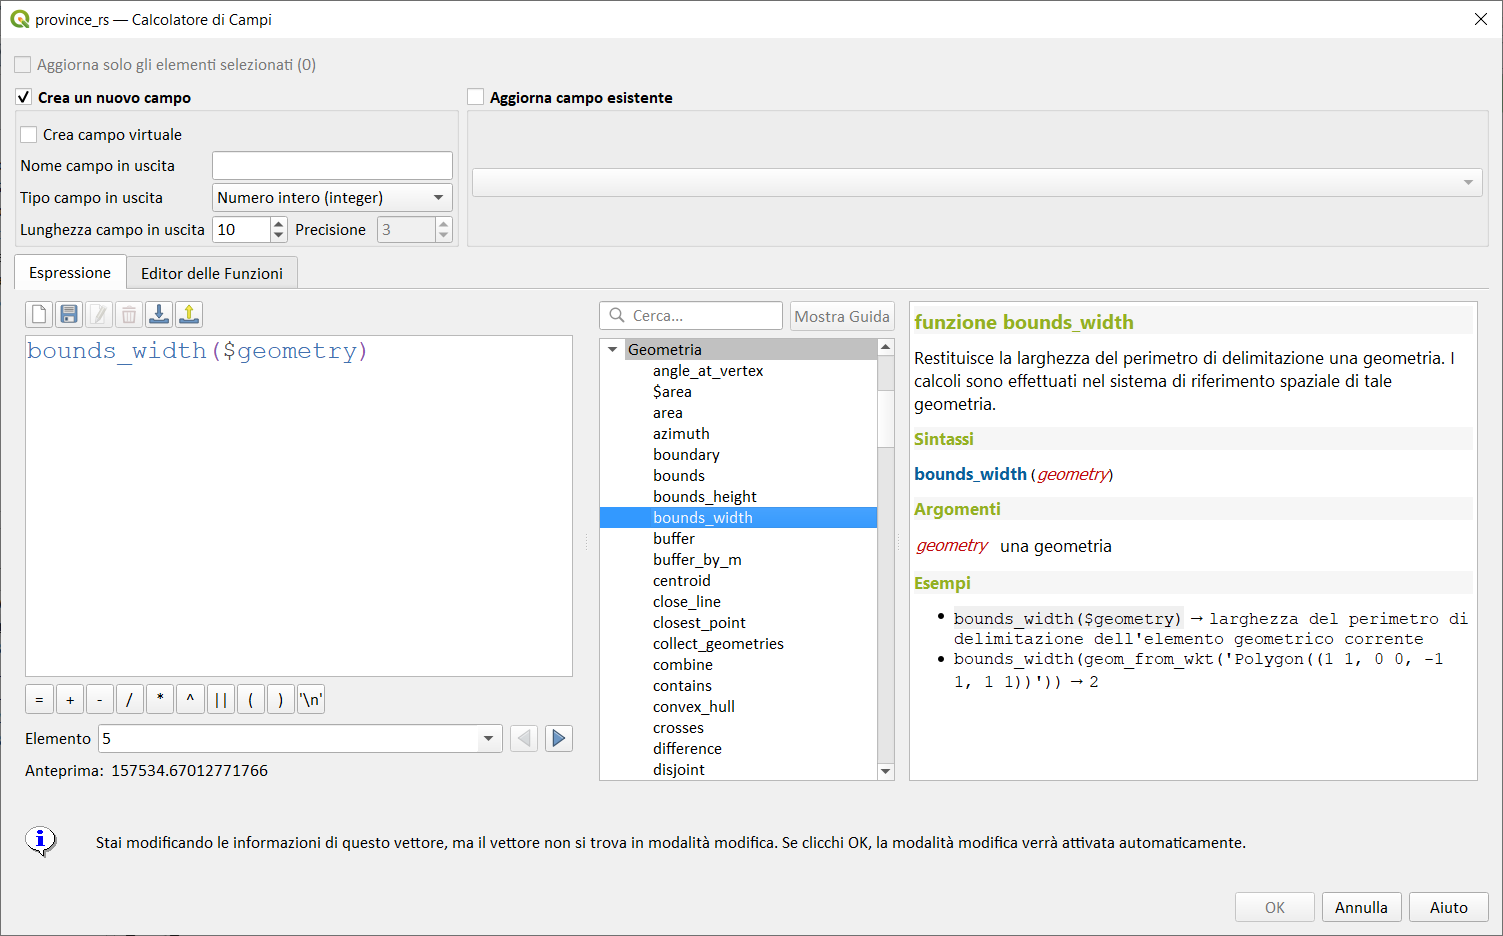 province_rs — Calcolatore di Campi
Aggiorna solo gli elementi selezionati (0)
Crea un nuovo campo
Aggiorna campo esistente
Crea campo virtuale
Nome campo in uscita
Tipo campo in uscita Numero intero (integer)
Lunghezza campo in uscita 10 Precisione 3
Espressione Editor delle Funzioni
bounds_width($geometry)
= + - / * ^ || ( ) '\n'
Elemento 5
Anteprima: 157534.67012771766
Cerca... Mostra Guida
Geometria
angle_at_vertex
$area
area
azimuth
boundary
bounds
bounds_height
bounds_width
buffer
buffer_by_m
centroid
close_line
closest_point
collect_geometries
combine
contains
convex_hull
crosses
difference
disjoint
funzione bounds_width
Restituisce la larghezza del perimetro di delimitazione una geometria. I
calcoli sono effettuati nel sistema di riferimento spaziale di tale
geometria.
Sintassi
bounds_width(geometry)
Argomenti
geometry una geometria
Esempi
• bounds_width($geometry) → larghezza del perimetro di
delimitazione dell'elemento geometrico corrente
• bounds_width(geom_from_wkt('Polygon((1 1, 0 0, -1
1, 1 1))')) → 2
Stai modificando le informazioni di questo vettore, ma il vettore non si trova in modalità modifica. Se clicchi OK, la modalità modifica verrà attivata automaticamente.
OK Annulla Aiuto